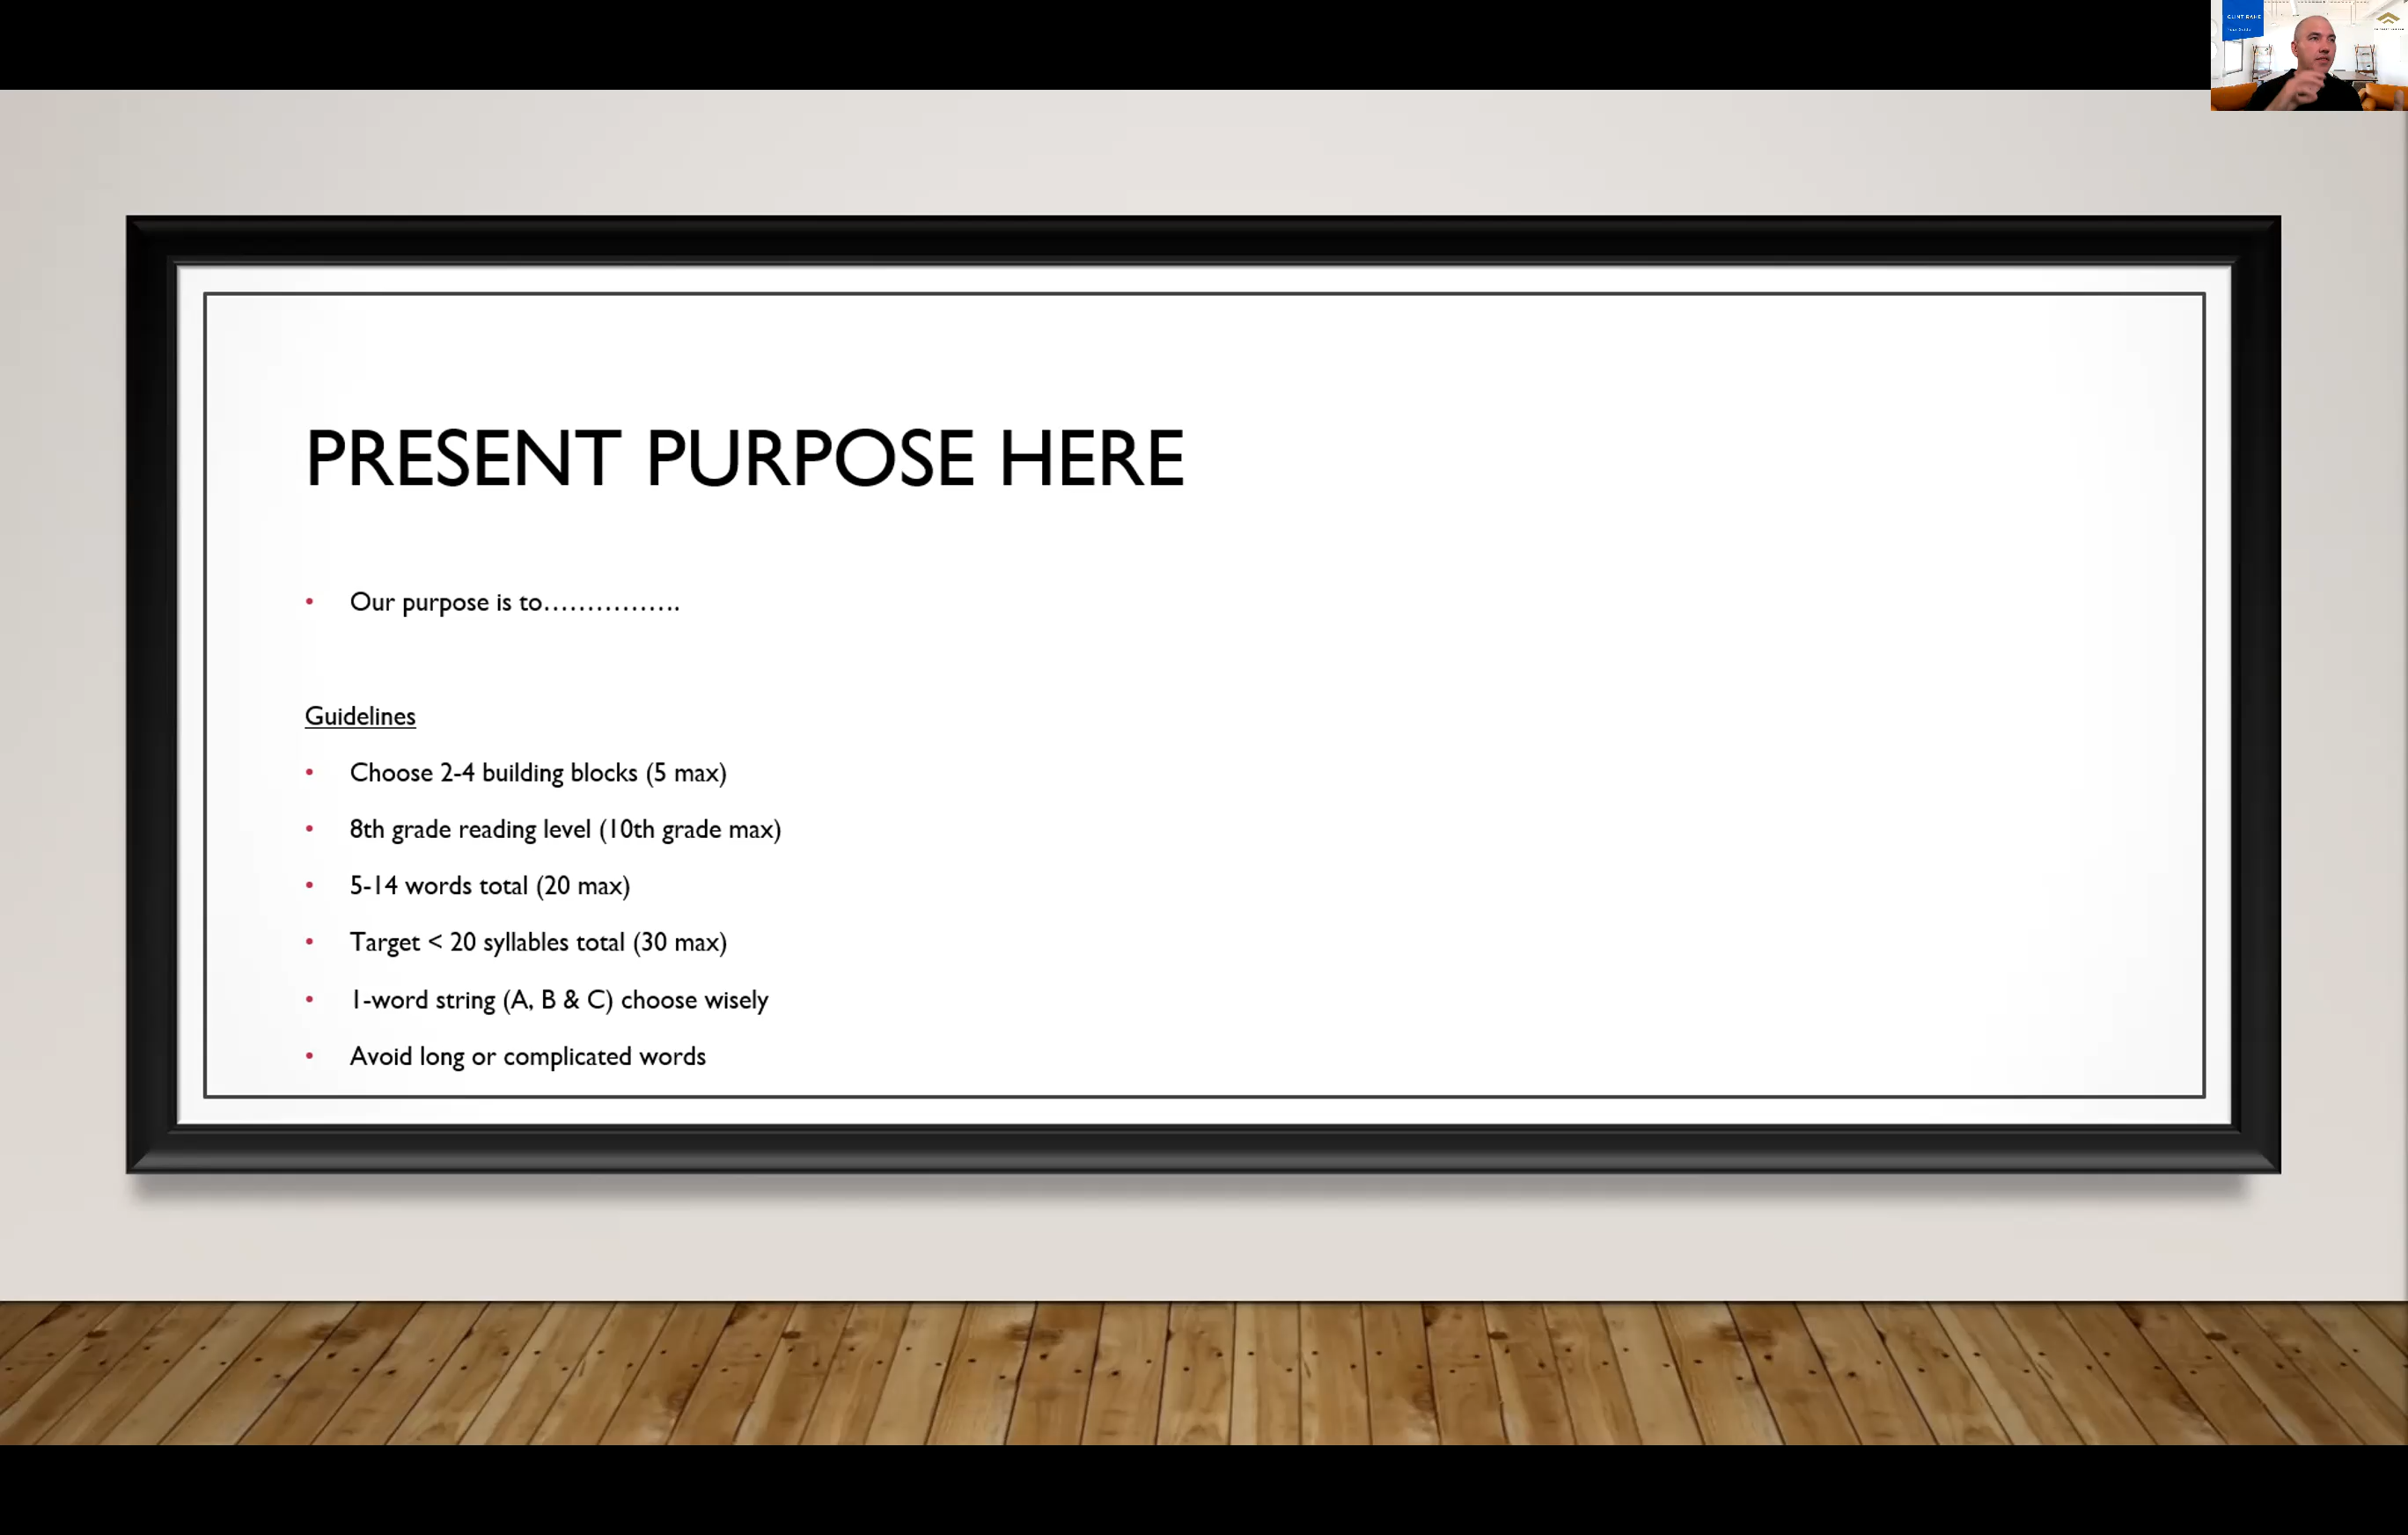 PRESENT PURPOSE HERE
• Our purpose is to................
Guidelines
• Choose 2-4 building blocks (5 max)
• 8th grade reading level (10th grade max)
• 5-14 words total (20 max)
• Target < 20 syllables total (30 max)
• 1-word string (A, B & C) choose wisely
• Avoid long or complicated words